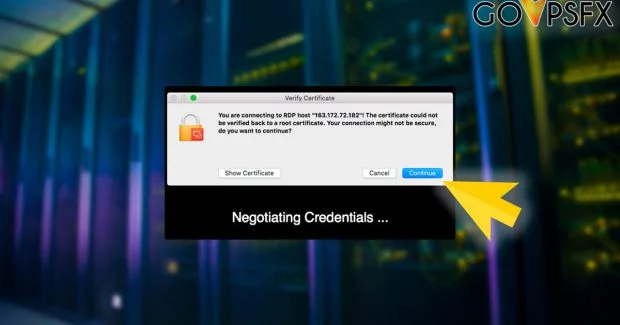 GOVPSFX
Verify Certificate
You are connecting to RDP host "163.172.72.182"! The certificate could not
be verified back to a root certificate. Your connection might not be secure,
do you want to continue?
Show Certificate
Cancel
Continue
Negotiating Credentials ...